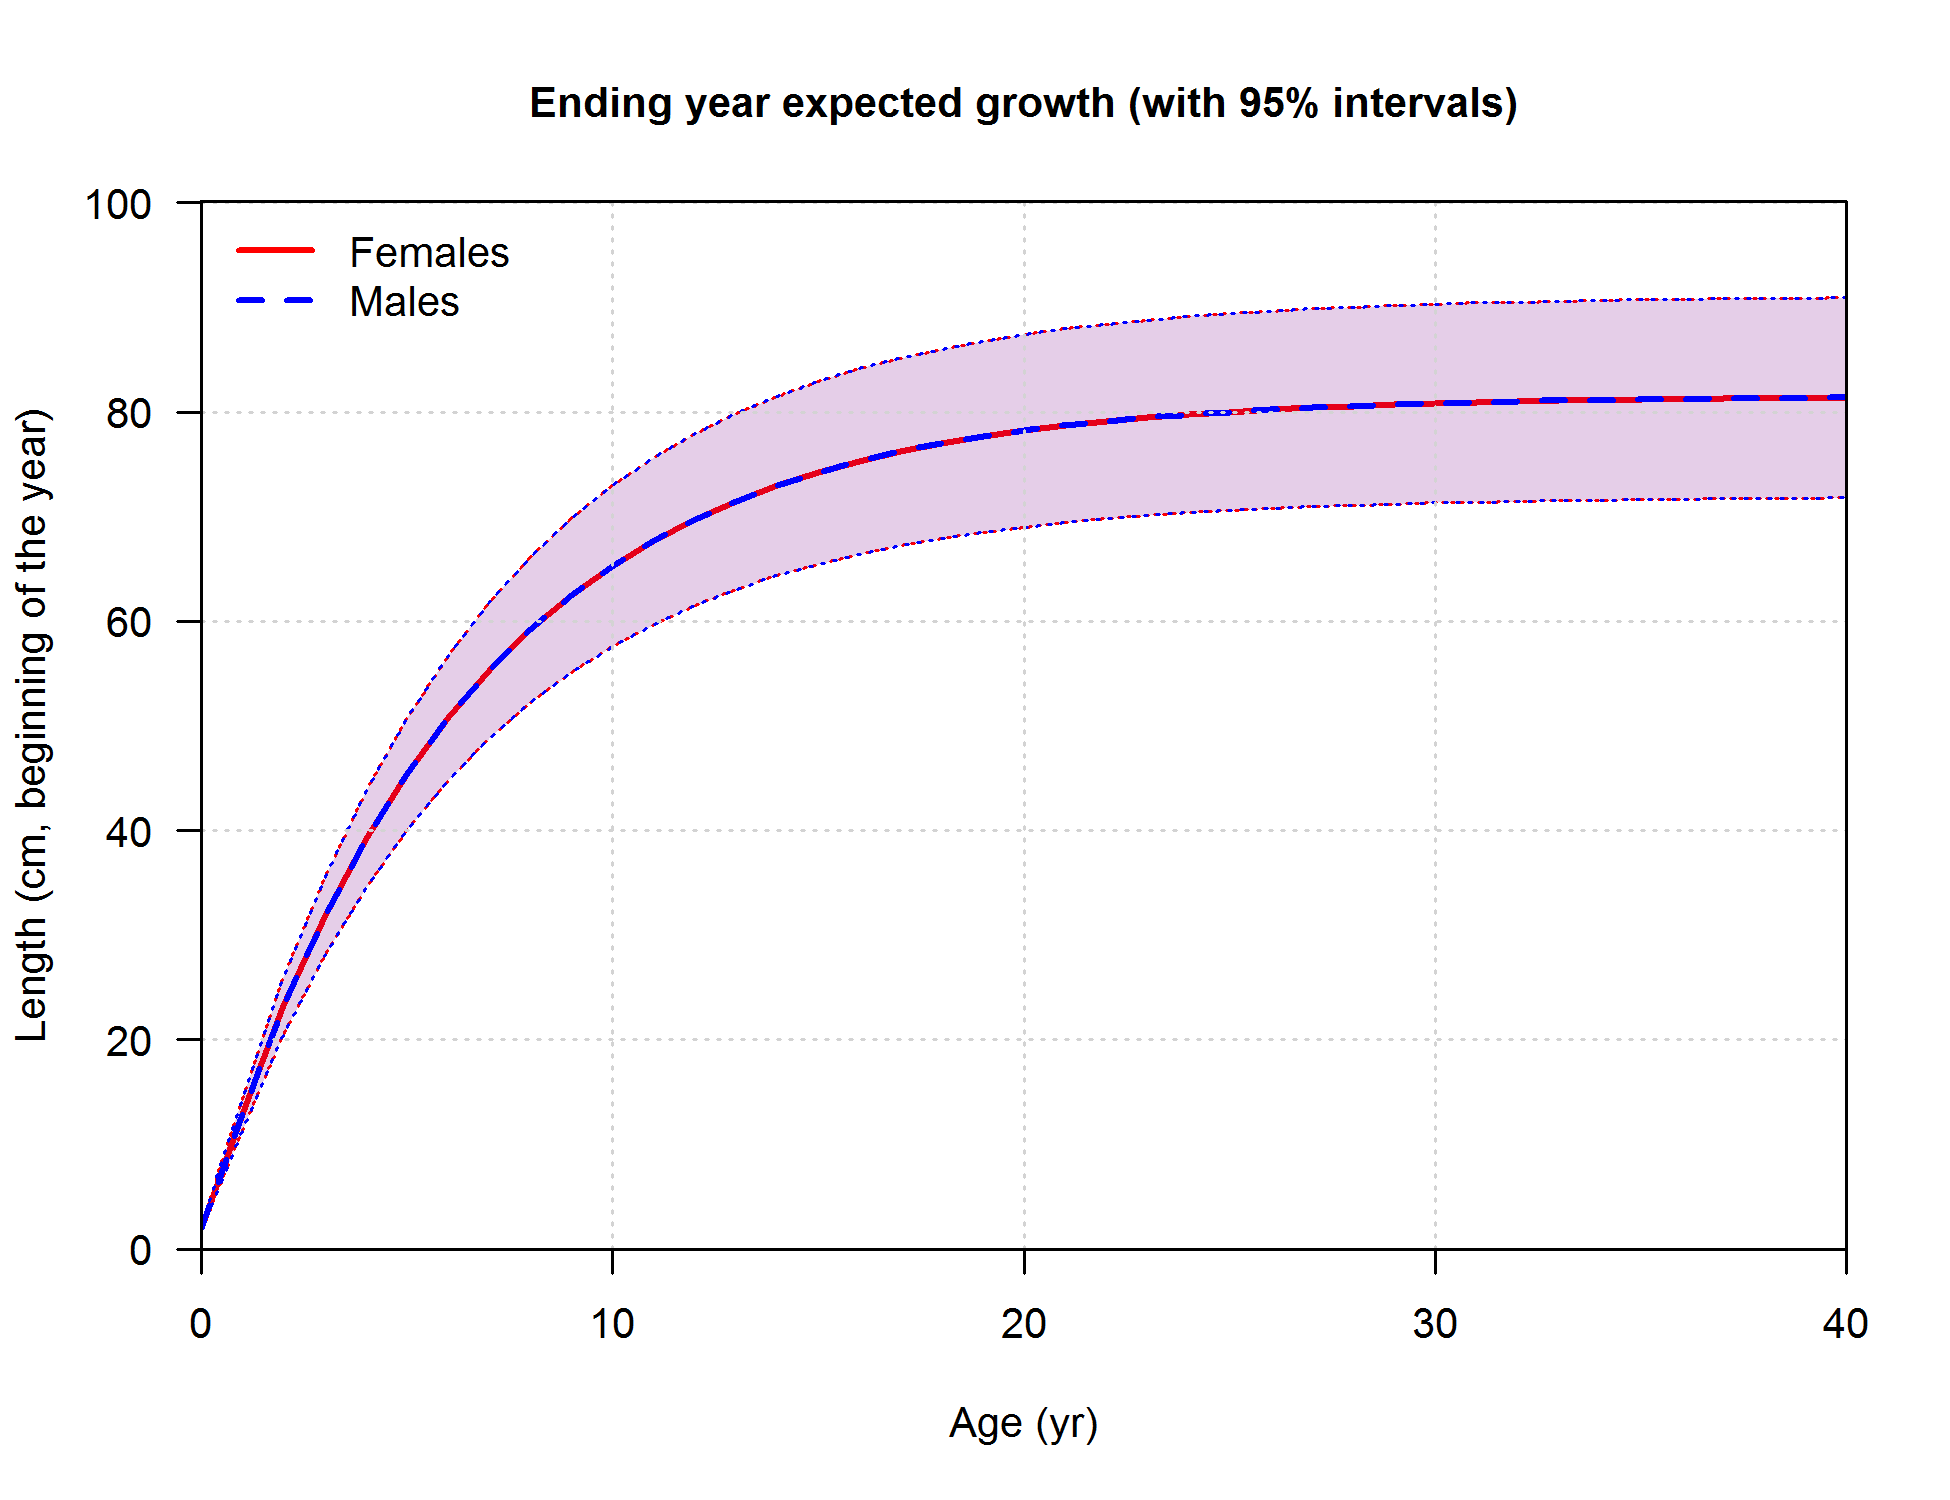 Ending year expected growth (with 95% intervals)
100
80
60
40
20
0
Length (cm, beginning of the year)
Females
Males
0 10 20 30 40
Age (yr)